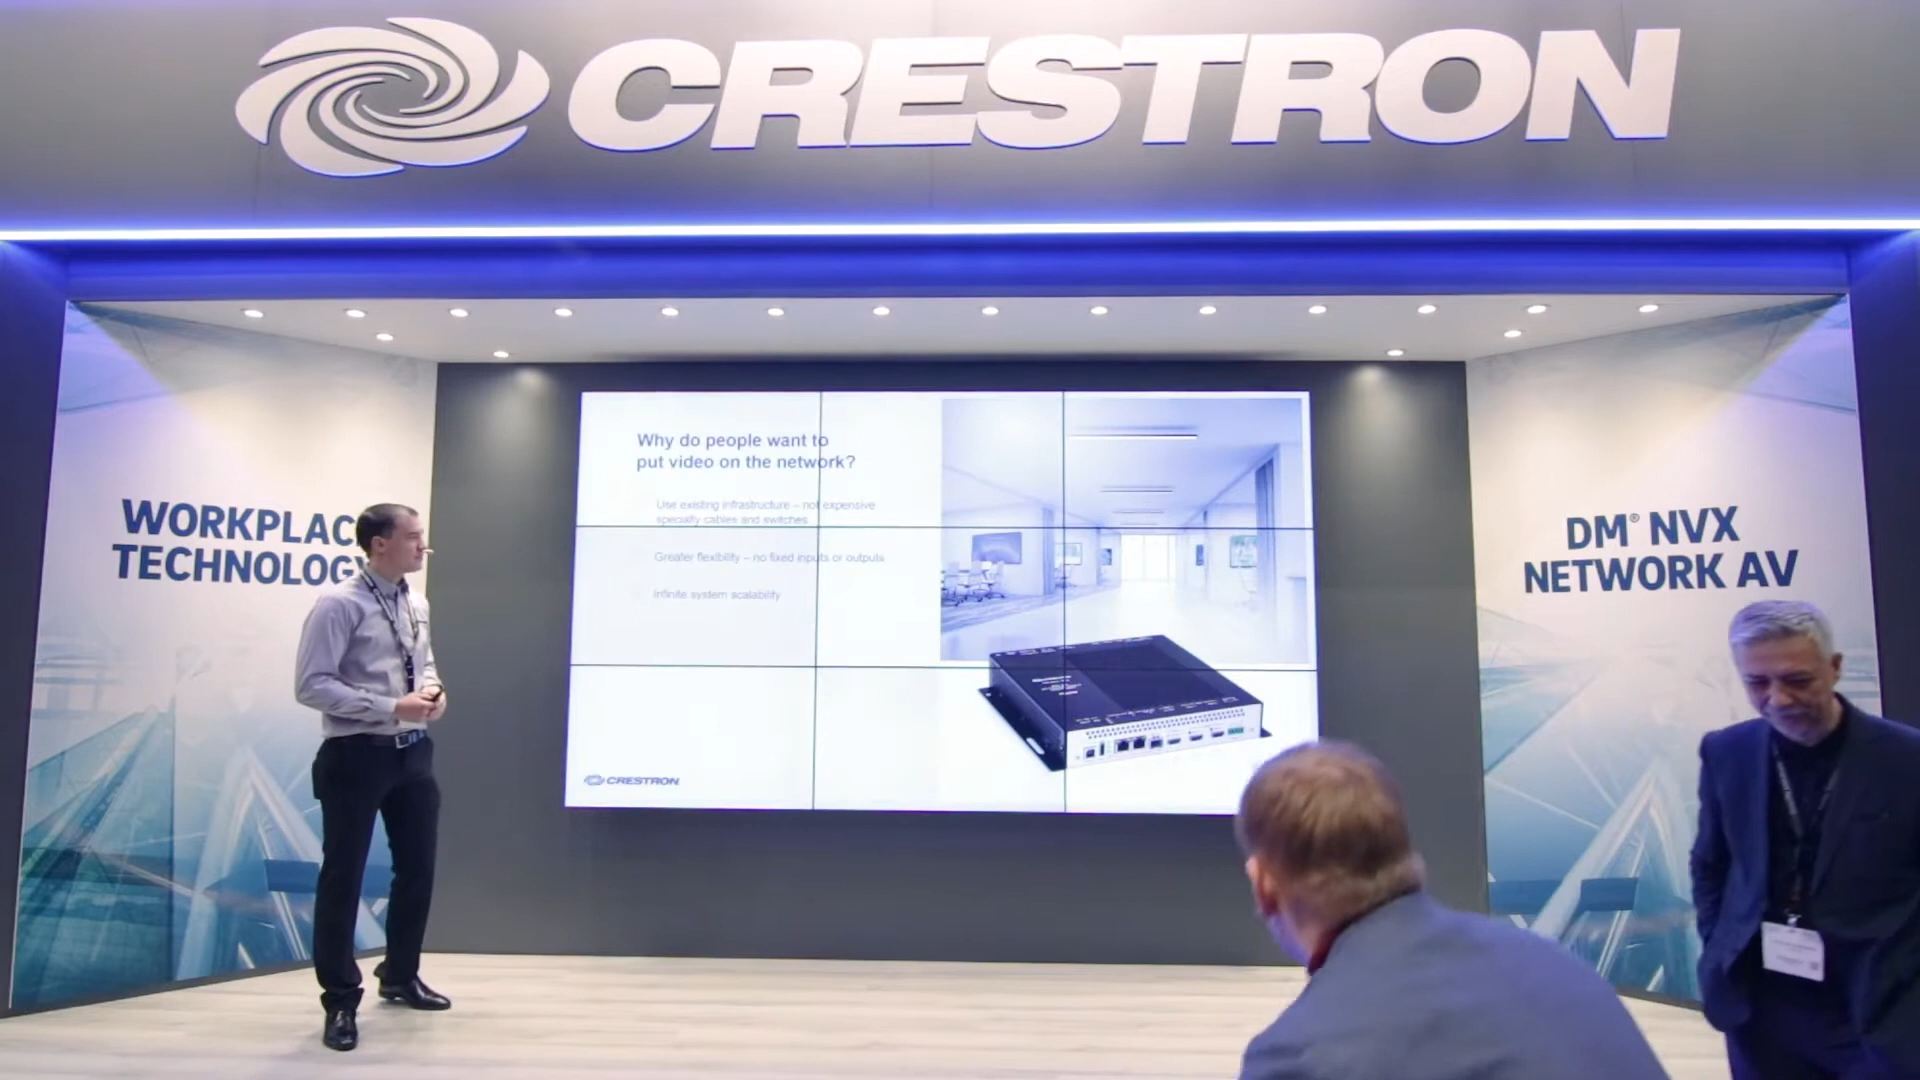 CRESTRON
WORKPLAC
TECHNOLOGY
Why do people want to
put video on the network?
Use existing infrastructure – not expensive
specialty cables and switches
Greater flexibility – no fixed inputs or outputs
Infinite system scalability
CRESTRON
DM® NVX
NETWORK AV